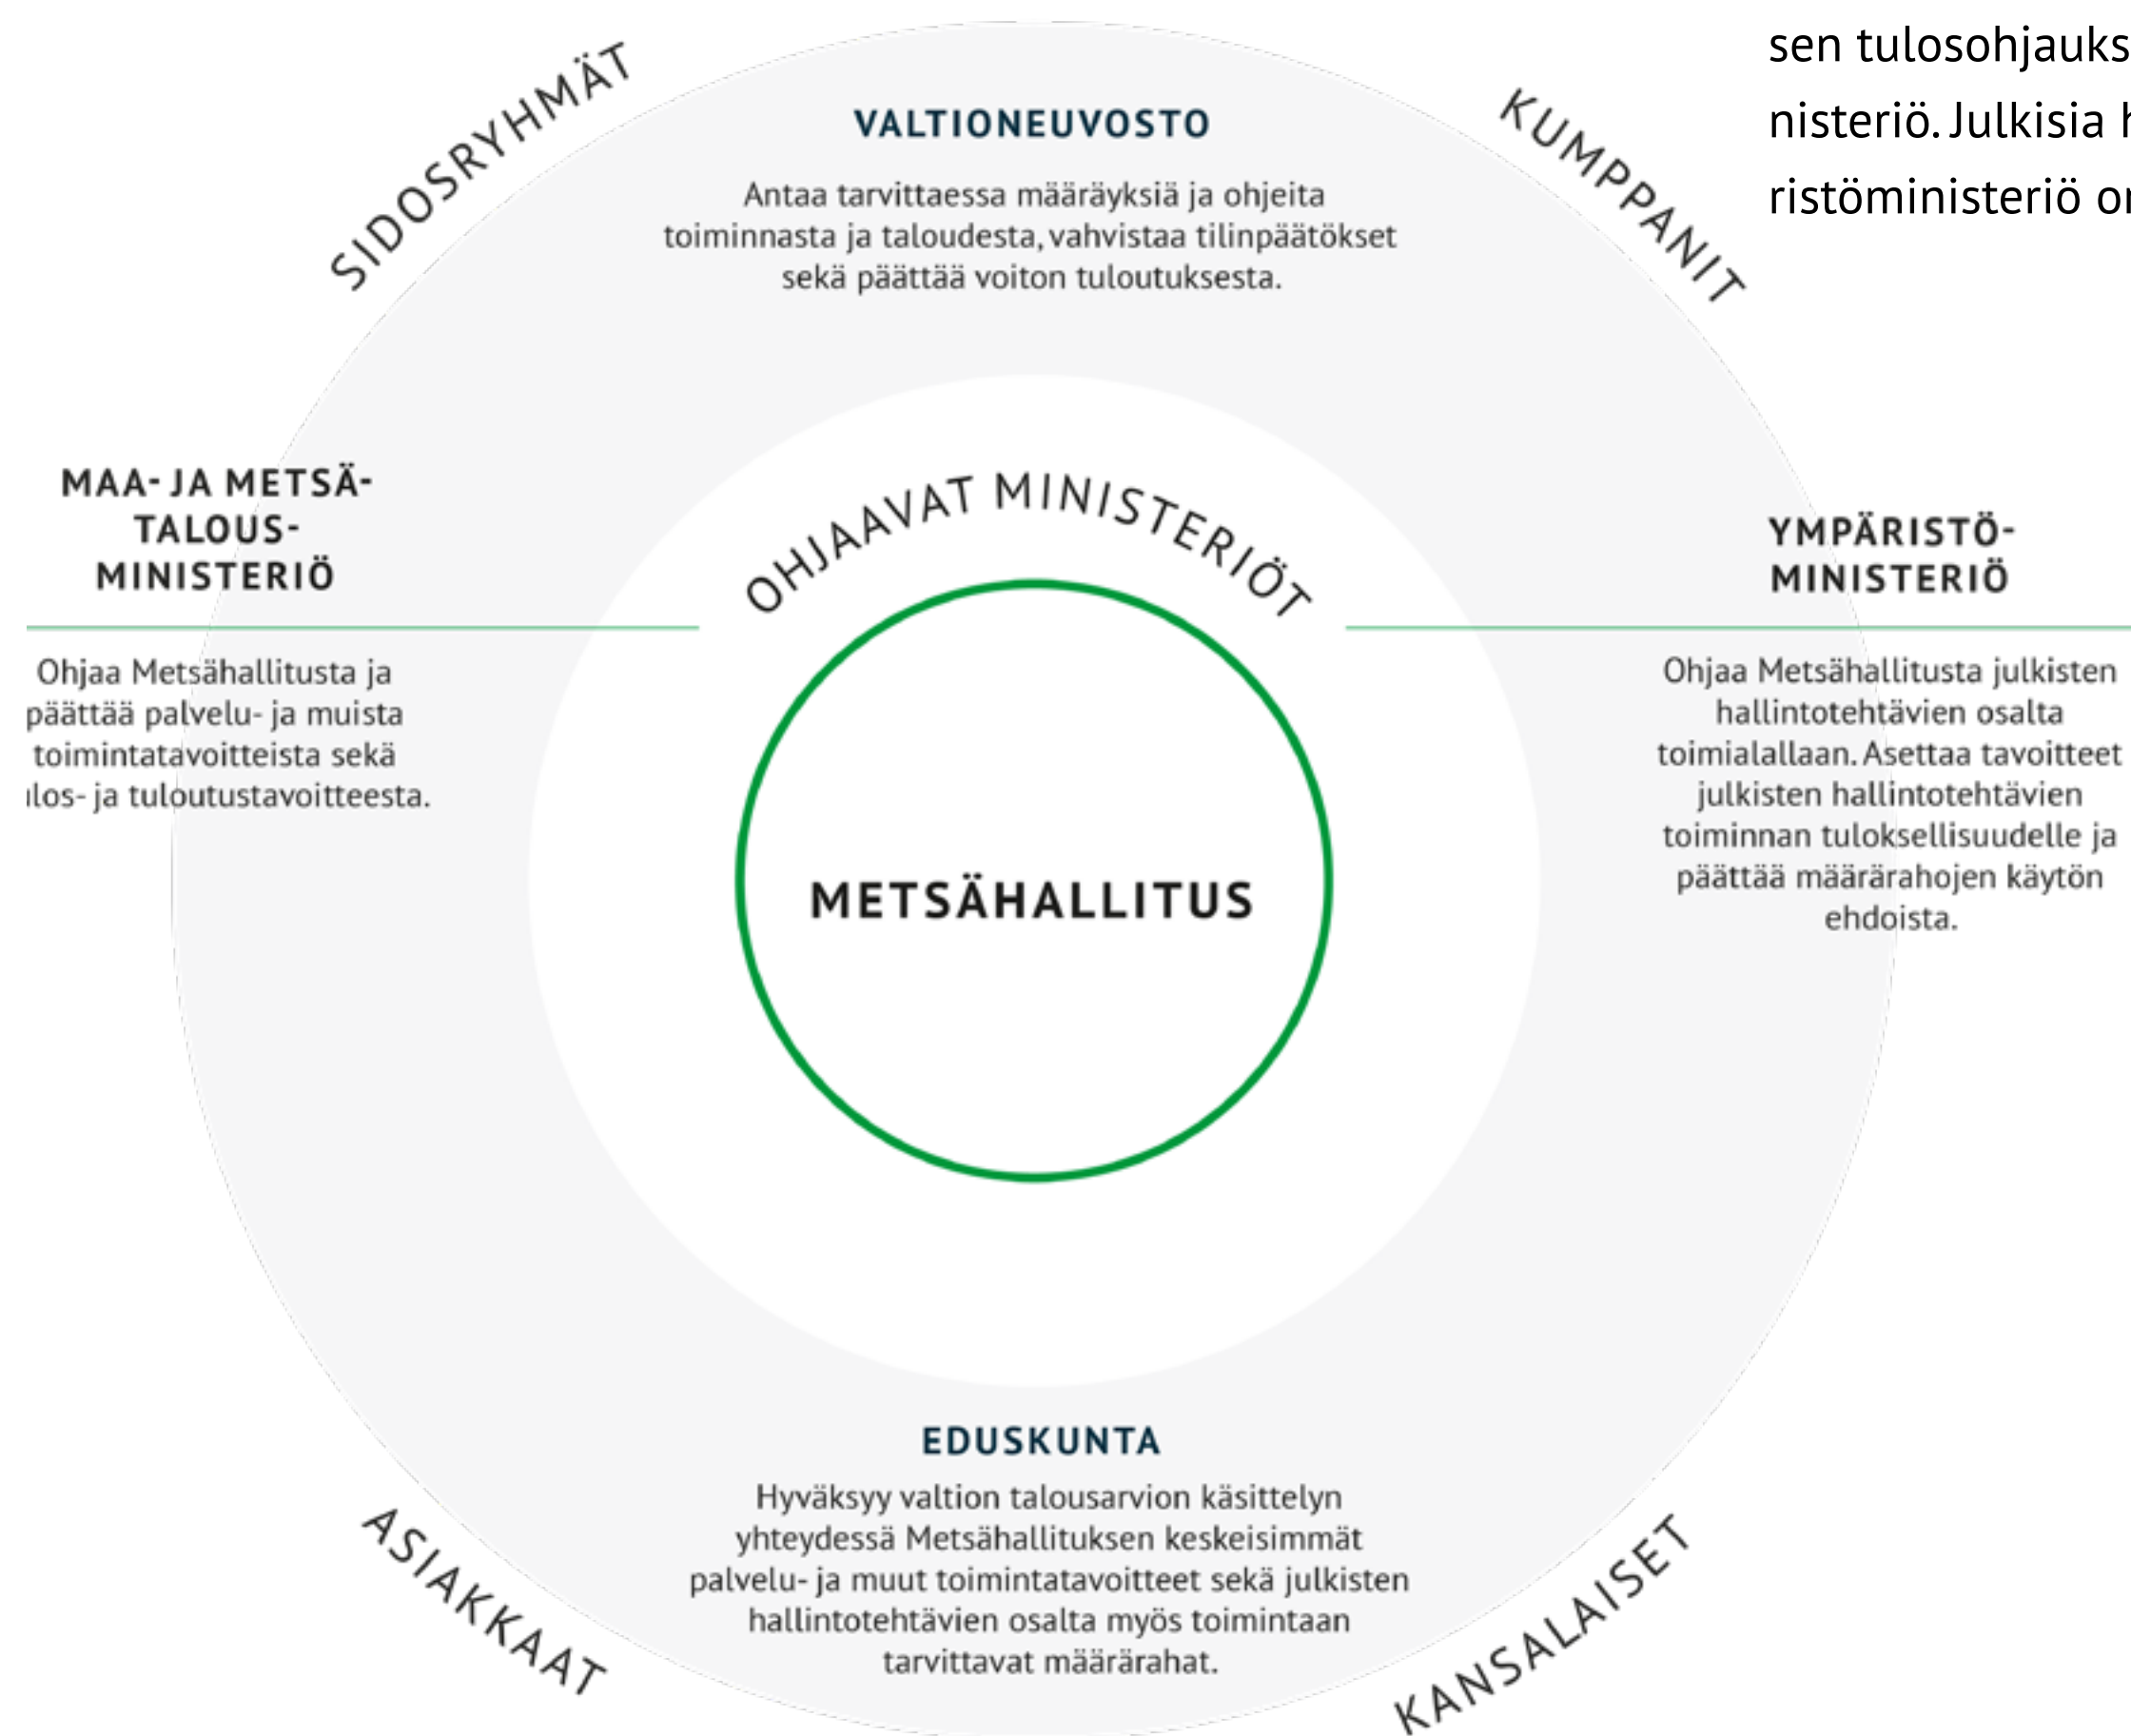 sen tulosohjauks
nisteriö. Julkisia
ristöministeriö
SIDOSRYHMÄT
KUMPPANIT
VALTIONEUVOSTO
Antaa tarvittaessa määräyksiä ja ohjeita
toiminnasta ja taloudesta, vahvistaa tilinpäätökset
sekä päättää voiton tuloutuksesta.
MAA- JA METSÄ-
TALOUS-
MINISTERIÖ
Ohjaa Metsähallitusta ja
päättää palvelu- ja muista
toimintatavoitteista sekä
ja tuloutustavoitteesta.
OHJAAVAT MINISTERIÖT
METSÄHALLITUS
YMPÄRISTÖ-
MINISTERIÖ
Ohjaa Metsähallitusta julkisten
hallintotehtävien osalta
toimialallaan. Asettaa tavoitteet
julkisten hallintotehtävien
toiminnan tuloksellisuudelle ja
päättää määrärahojen käytön
ehdoista.
EDUSKUNTA
Hyväksyy valtion talousarvion käsittelyn
yhteydessä Metsähallituksen keskeisimmät
palvelu- ja muut toimintatavoitteet sekä julkisten
hallintotehtävien osalta myös toimintaan
tarvittavat määrärahat.
ASIAKKAAT
KANSALAISET